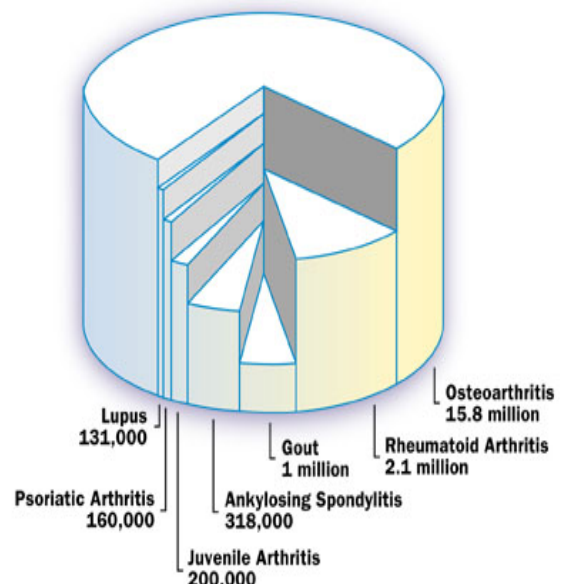 Osteoarthritis
15.8 million
Lupus
131,000
Gout
1 million
Rheumatoid Arthritis
2.1 million
Psoriatic Arthritis
160,000
Ankylosing Spondylitis
318,000
Juvenile Arthritis
200,000